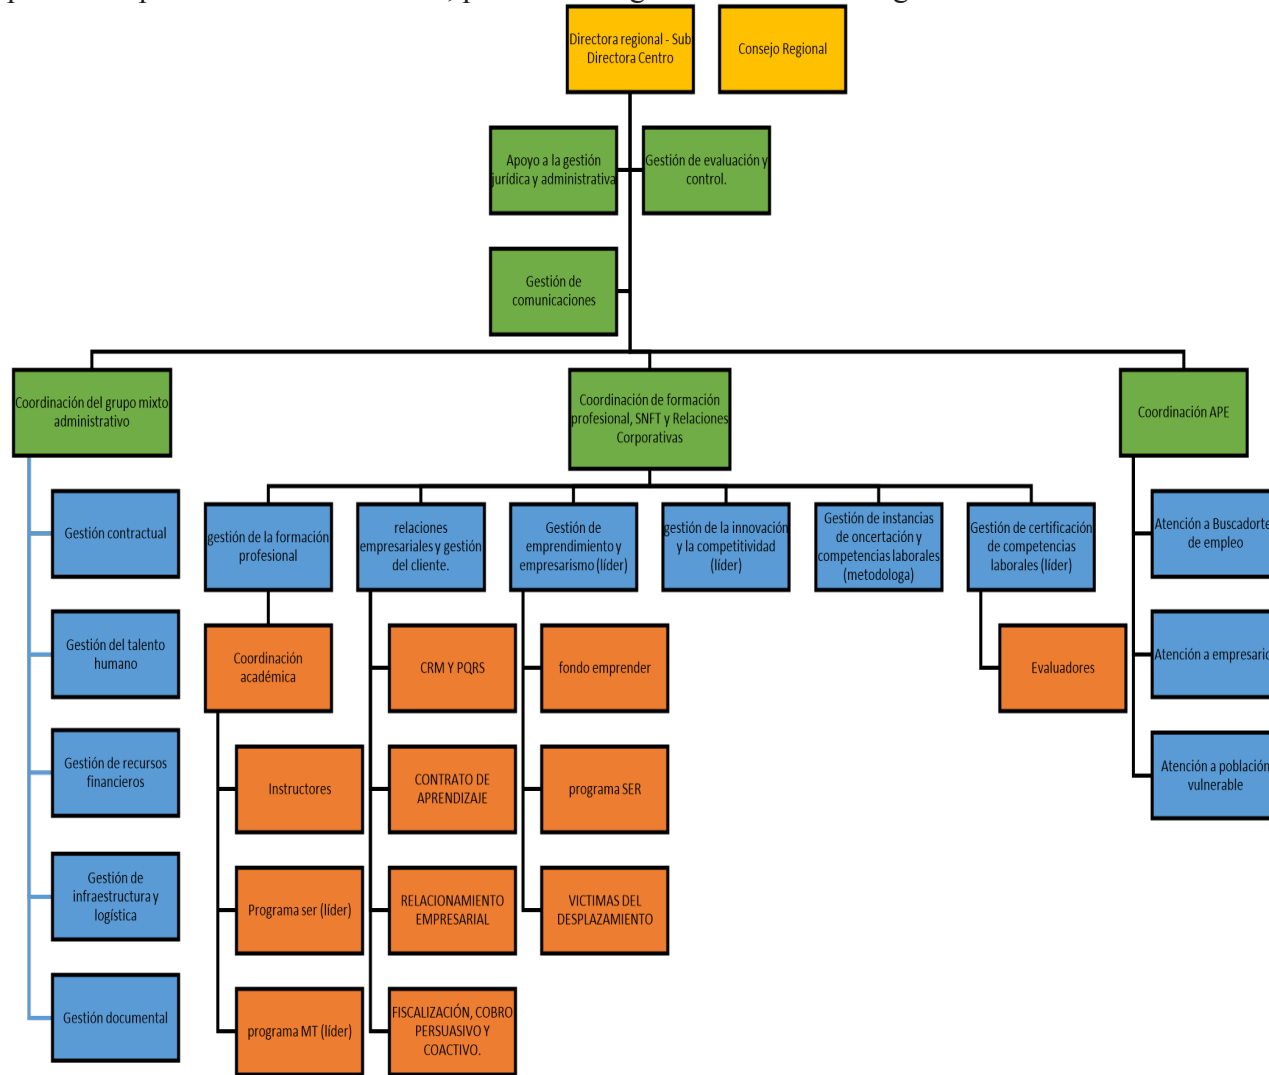 Directora regional - Sub
Directora Centro
Consejo Regional
Apoyo a la gestión
jurídica y administrativa
Gestión de evaluación y
control.
Gestión de
comunicaciones
Coordinación del grupo mixto
administrativo
Coordinación de formación
profesional, SNFT y Relaciones
Corporativas
Coordinación APE
Gestión contractual
Gestión del talento
humano
Gestión de recursos
financieros
Gestión de
infraestructura y
logística
Gestión documental
gestión de la formación
profesional
Coordinación
académica
Instructores
Programa ser (líder)
programa MT (líder)
relaciones
empresariales y gestión
del cliente.
CRM Y PQRS
CONTRATO DE
APRENDIZAJE
RELACIONAMIENTO
EMPRESARIAL
FISCALIZACIÓN, COBRO
PERSUASIVO Y
COACTIVO.
Gestión de
emprendimiento y
empresarismo (líder)
fondo emprender
programa SER
VICTIMAS DEL
DESPLAZAMIENTO
gestión de la innovación
y la competitividad
(líder)
Gestión de instancias
de oncertación y
competencias laborales
(metodologa)
Gestión de certificación
de competencias
laborales (líder)
Evaluadores
Atención a Buscadorte
de empleo
Atención a empresario
Atención a población
vulnerable